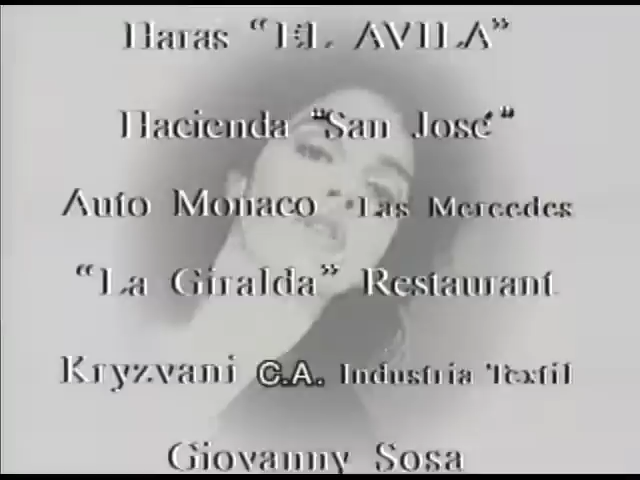 Haras "EL AVILA"
Hacienda "San José"
Auto Monaco Las Mercedes
"La Giralda" Restaurant
Kryzvani C.A. Industria Textil
Giovanny Sosa